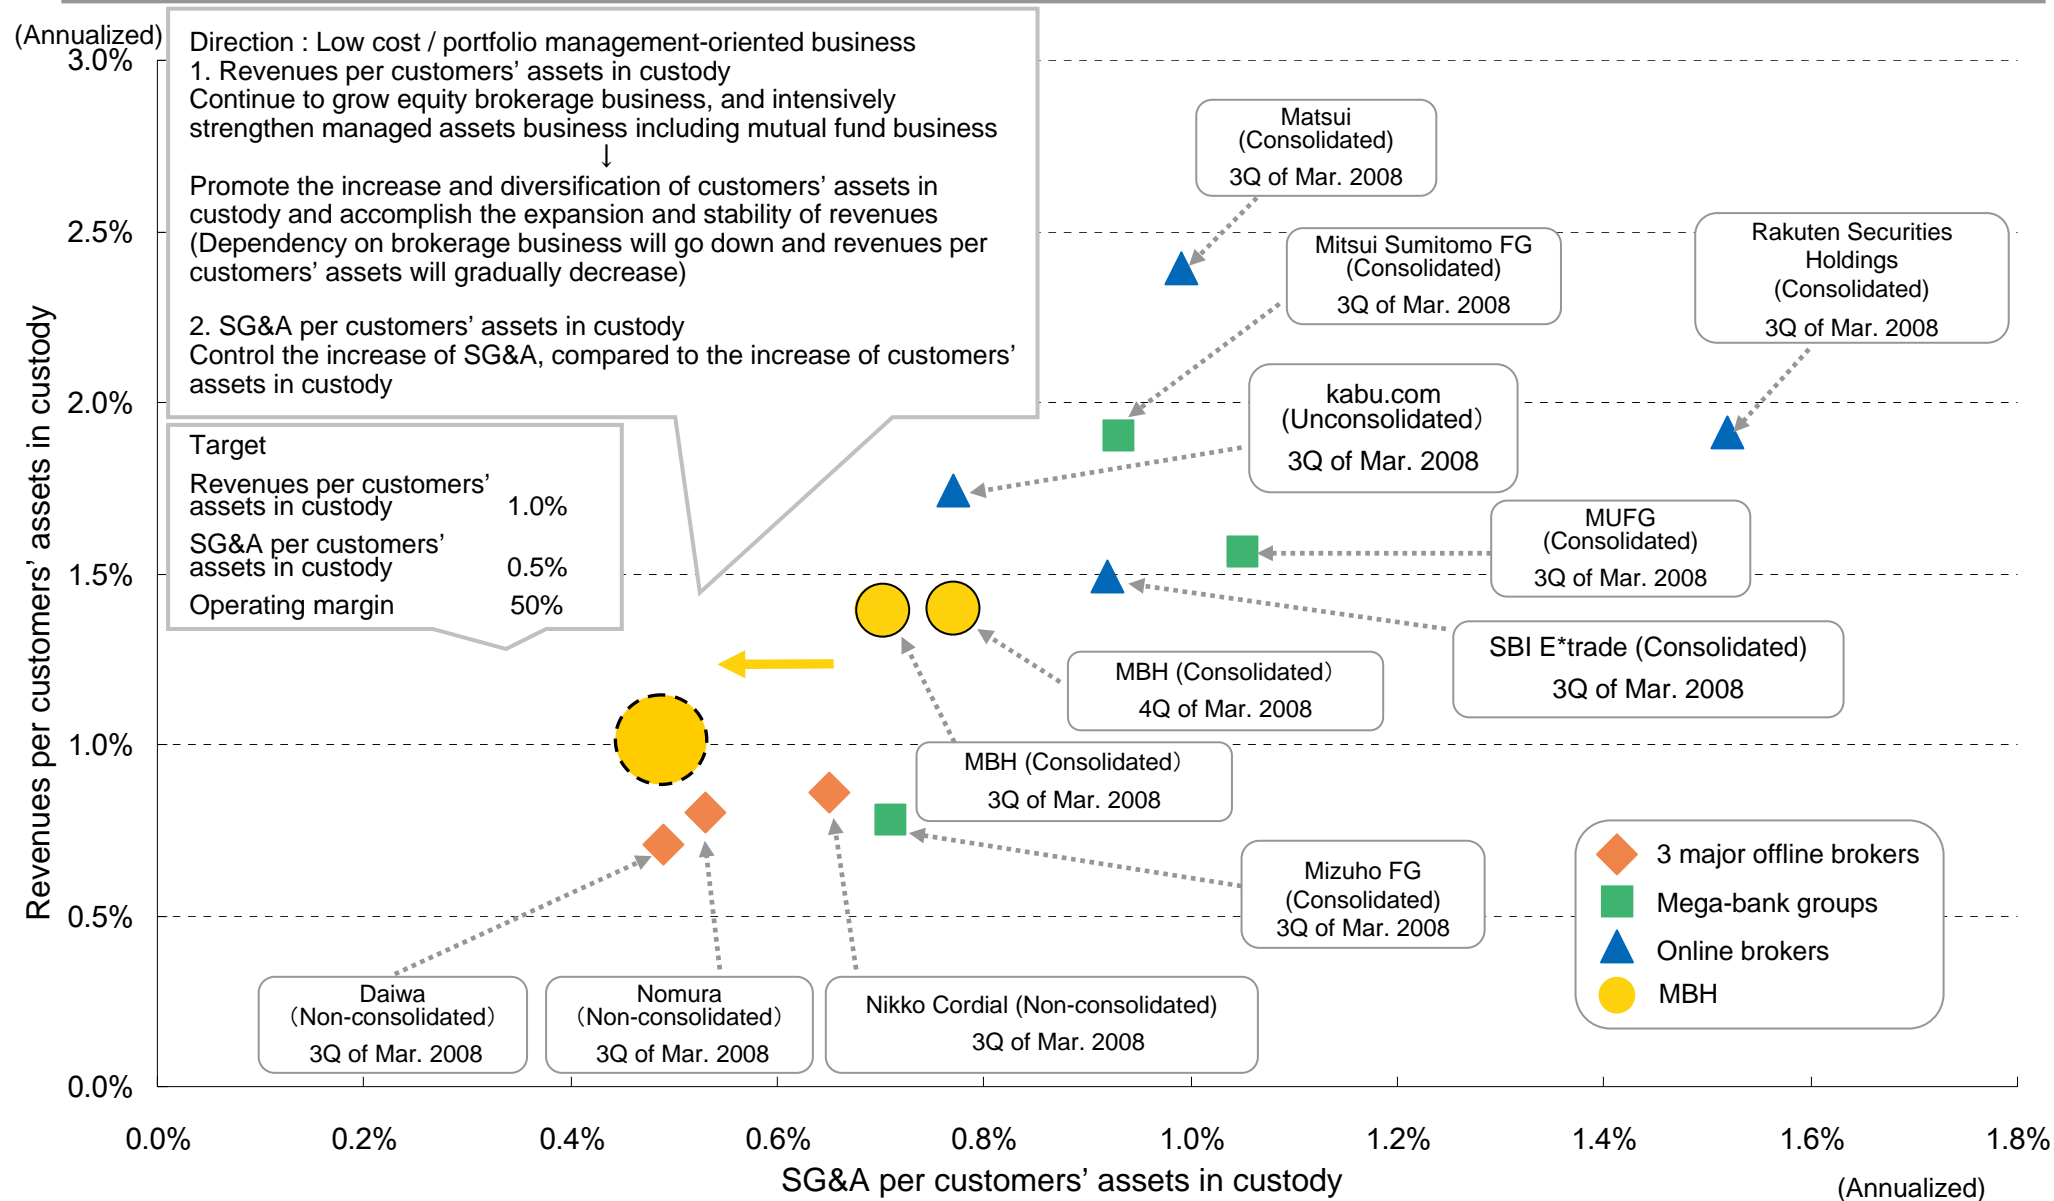 (Annualized)
3.0%
2.5%
2.0%
1.5%
1.0%
0.5%
0.0%
Revenues per customers’ assets in custody
Direction : Low cost / portfolio management-oriented business
1. Revenues per customers’ assets in custody
Continue to grow equity brokerage business, and intensively
strengthen managed assets business including mutual fund business
↓
Promote the increase and diversification of customers’ assets in
custody and accomplish the expansion and stability of revenues
(Dependency on brokerage business will go down and revenues per
customers’ assets will gradually decrease)
2. SG&A per customers’ assets in custody
Control the increase of SG&A, compared to the increase of customers’
assets in custody
Target
Revenues per customers’
assets in custody 1.0%
SG&A per customers’
assets in custody 0.5%
Operating margin 50%
Matsui
(Consolidated)
3Q of Mar. 2008
Mitsui Sumitomo FG
(Consolidated)
3Q of Mar. 2008
Rakuten Securities
Holdings
(Consolidated)
3Q of Mar. 2008
kabu.com
(Unconsolidated）
3Q of Mar. 2008
MUFG
(Consolidated)
3Q of Mar. 2008
SBI E*trade (Consolidated)
3Q of Mar. 2008
MBH (Consolidated）
4Q of Mar. 2008
MBH (Consolidated）
3Q of Mar. 2008
Mizuho FG
(Consolidated)
3Q of Mar. 2008
Daiwa
（Non-consolidated）
3Q of Mar. 2008
Nomura
（Non-consolidated）
3Q of Mar. 2008
Nikko Cordial (Non-consolidated)
3Q of Mar. 2008
3 major offline brokers
Mega-bank groups
Online brokers
MBH
0.0% 0.2% 0.4% 0.6% 0.8% 1.0% 1.2% 1.4% 1.6% 1.8%
SG&A per customers’ assets in custody
(Annualized)